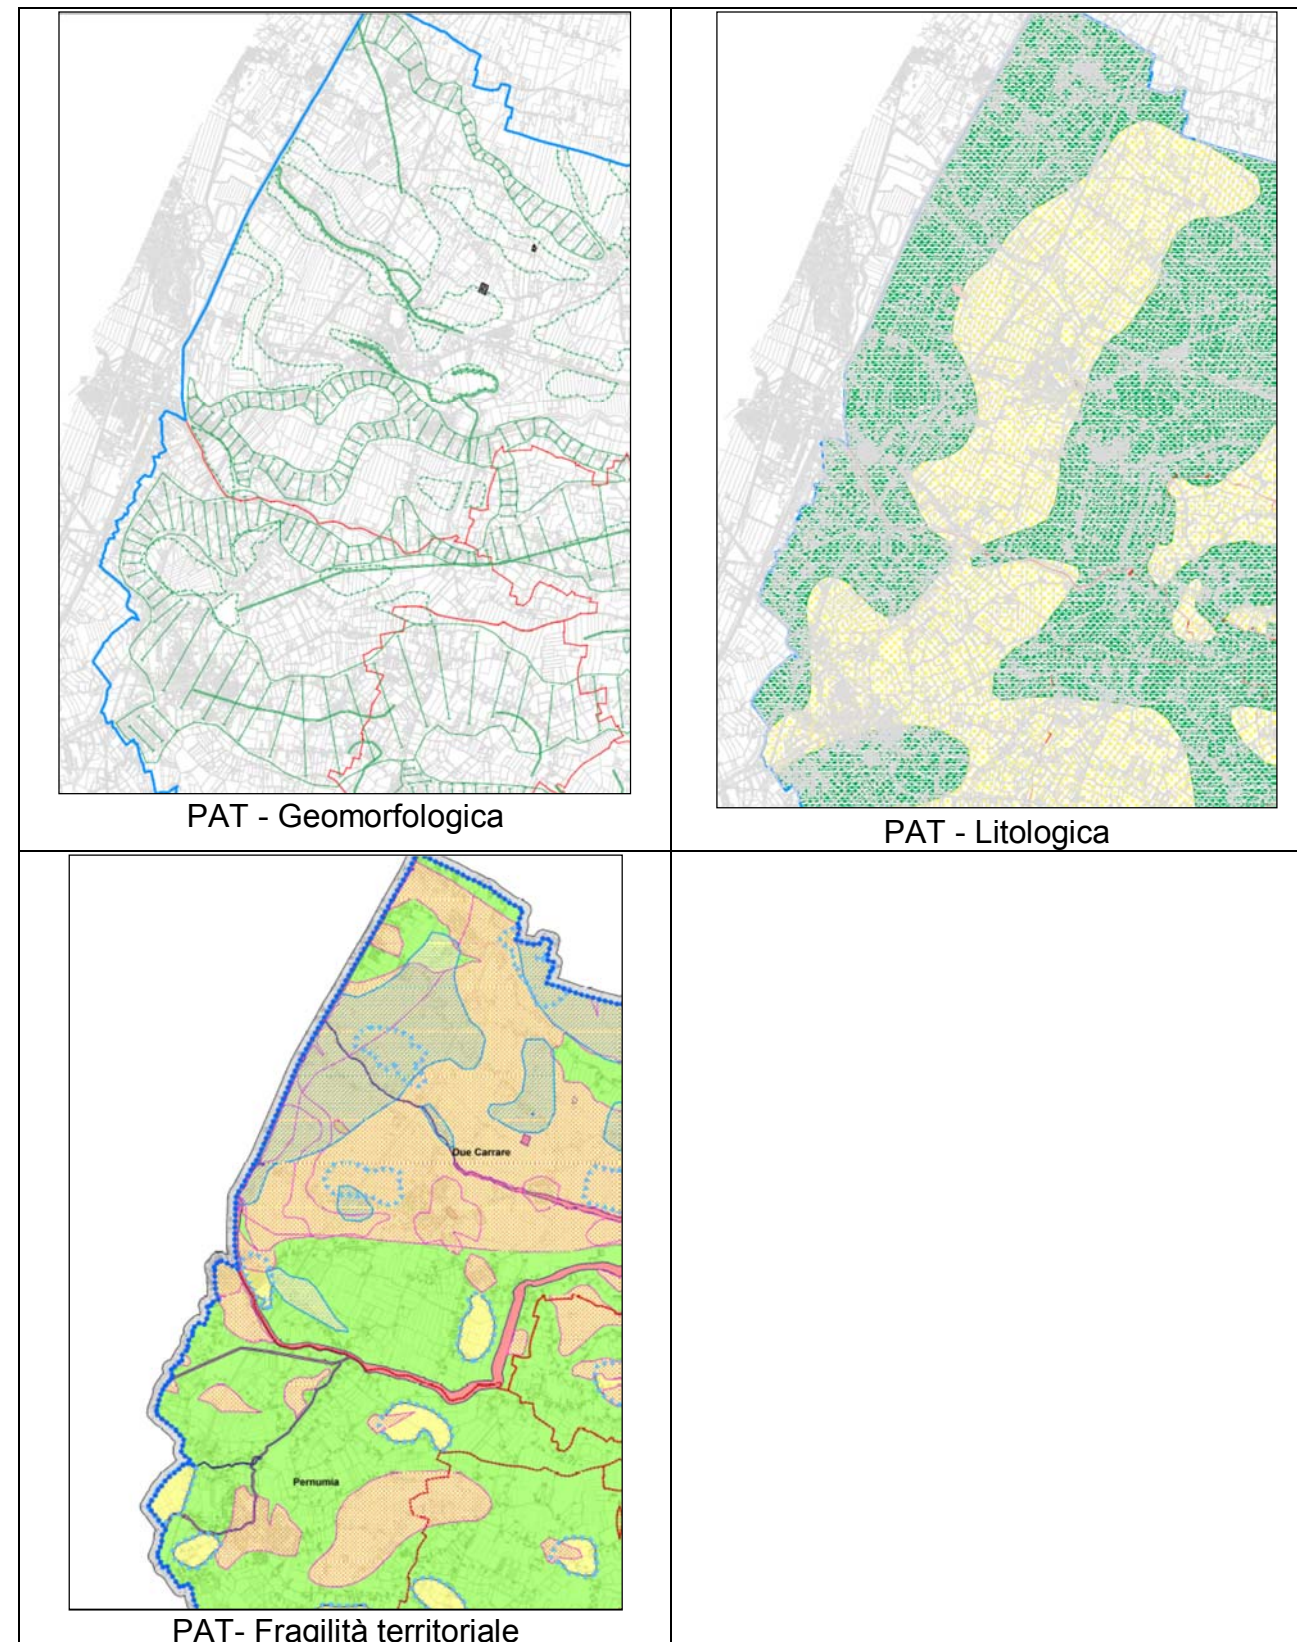 PAT - Geomorfologica
PAT - Litologica
Due Carrare
Pernumia
PAT- Fragilità territoriale